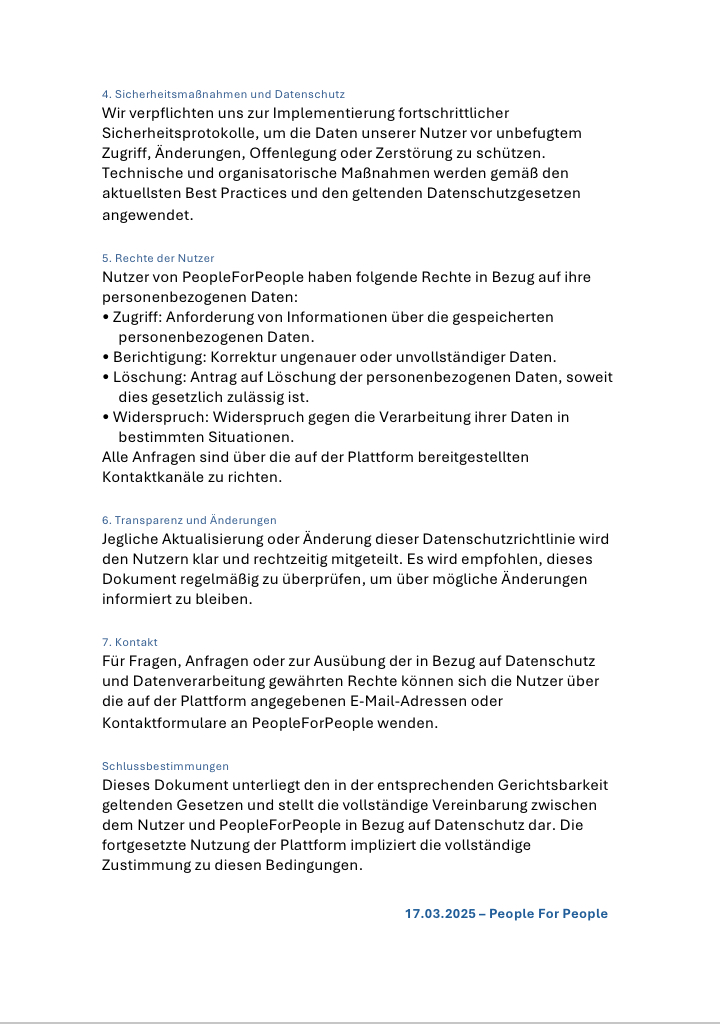 4. Sicherheitsmaßnahmen und Datenschutz
Wir verpflichten uns zur Implementierung fortschrittlicher
Sicherheitsprotokolle, um die Daten unserer Nutzer vor unbefugtem
Zugriff, Änderungen, Offenlegung oder Zerstörung zu schützen.
Technische und organisatorische Maßnahmen werden gemäß den
aktuellsten Best Practices und den geltenden Datenschutzgesetzen
angewendet.
5. Rechte der Nutzer
Nutzer von PeopleForPeople haben folgende Rechte in Bezug auf ihre
personenbezogenen Daten:
• Zugriff: Anforderung von Informationen über die gespeicherten
personenbezogenen Daten.
• Berichtigung: Korrektur ungenauer oder unvollständiger Daten.
• Löschung: Antrag auf Löschung der personenbezogenen Daten, soweit
dies gesetzlich zulässig ist.
• Widerspruch: Widerspruch gegen die Verarbeitung ihrer Daten in
bestimmten Situationen.
Alle Anfragen sind über die auf der Plattform bereitgestellten
Kontaktkanäle zu richten.
6. Transparenz und Änderungen
Jegliche Aktualisierung oder Änderung dieser Datenschutzrichtlinie wird
den Nutzern klar und rechtzeitig mitgeteilt. Es wird empfohlen, dieses
Dokument regelmäßig zu überprüfen, um über mögliche Änderungen
informiert zu bleiben.
7. Kontakt
Für Fragen, Anfragen oder zur Ausübung der in Bezug auf Datenschutz
und Datenverarbeitung gewährten Rechte können sich die Nutzer über
die auf der Plattform angegebenen E-Mail-Adressen oder
Kontaktformulare an PeopleForPeople wenden.
Schlussbestimmungen
Dieses Dokument unterliegt den in der entsprechenden Gerichtsbarkeit
geltenden Gesetzen und stellt die vollständige Vereinbarung zwischen
dem Nutzer und PeopleForPeople in Bezug auf Datenschutz dar. Die
fortgesetzte Nutzung der Plattform impliziert die vollständige
Zustimmung zu diesen Bedingungen.
17.03.2025 – People For People